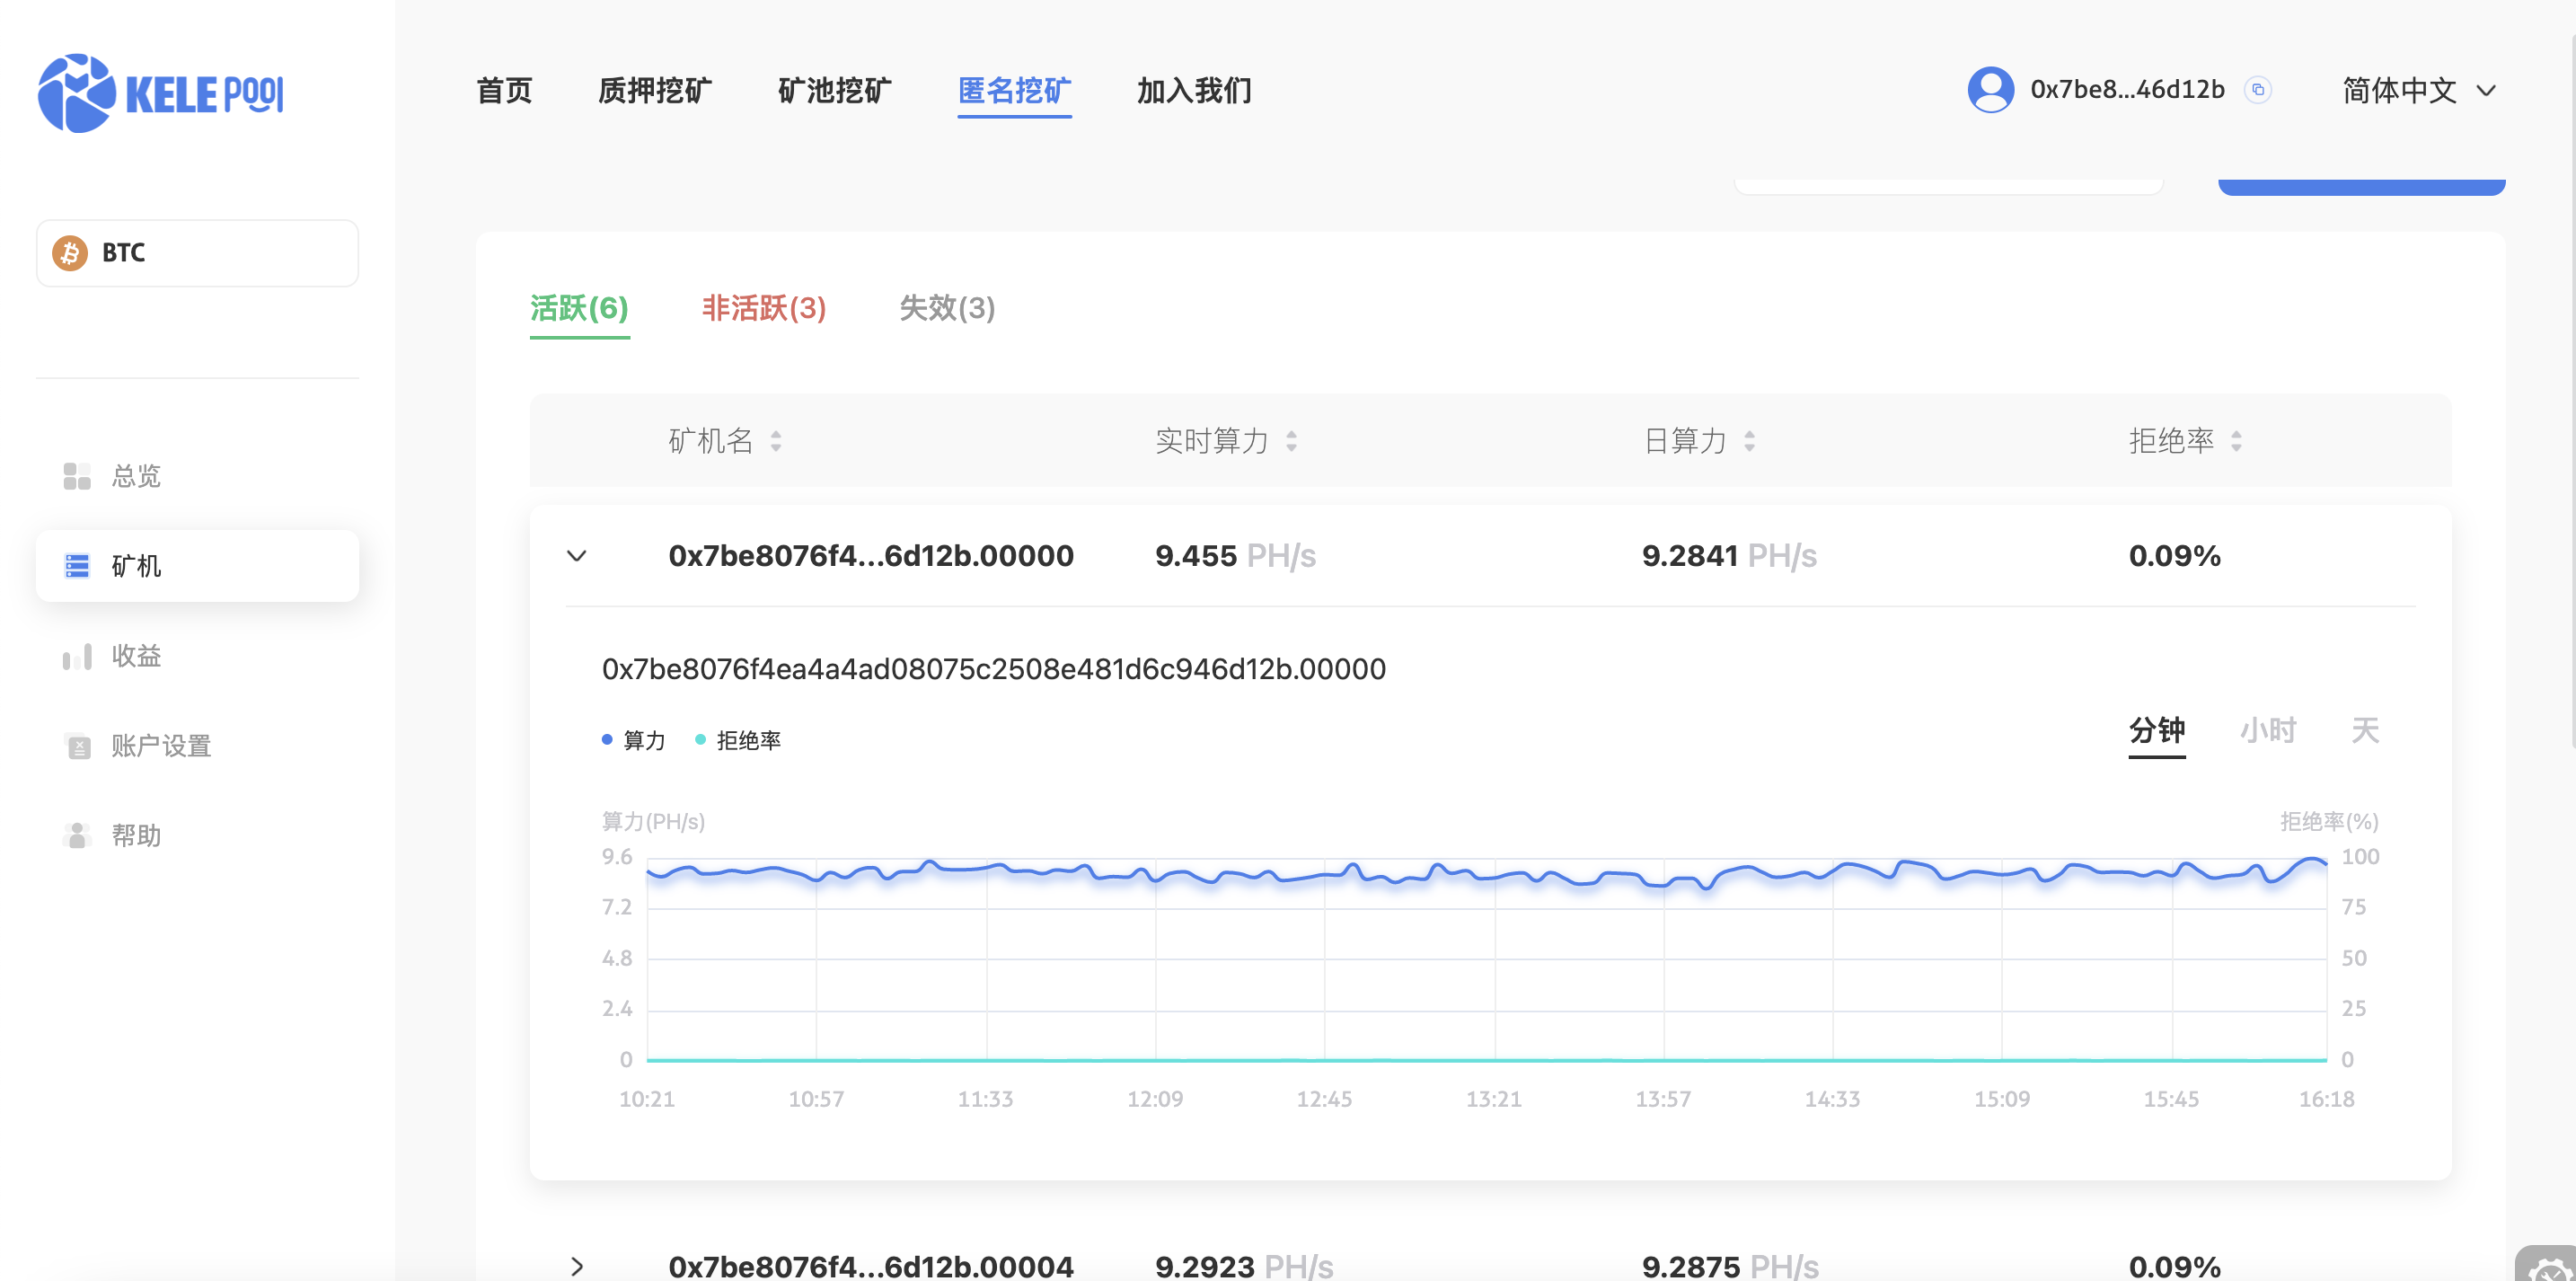 KELE POOL
首页 质押挖矿 矿池挖矿 匿名挖矿 加入我们 0x7be8...46d12b 简体中文
BTC
总览
矿机
收益
账户设置
帮助
活跃(6) 非活跃(3) 失效(3)
矿机名 实时算力 日算力 拒绝率
0x7be8076f4...6d12b.00000 9.455 PH/s 9.2841 PH/s 0.09%
0x7be8076f4ea4a4ad08075c2508e481d6c946d12b.00000
算力 拒绝率 分钟 小时 天
算力(PH/s) 拒绝率(%)
9.6 100
7.2 75
4.8 50
2.4 25
0 0
10:21 10:57 11:33 12:09 12:45 13:21 13:57 14:33 15:09 15:45 16:18
0x7be8076f4...6d12b.00004 9.2923 PH/s 9.2875 PH/s 0.09%